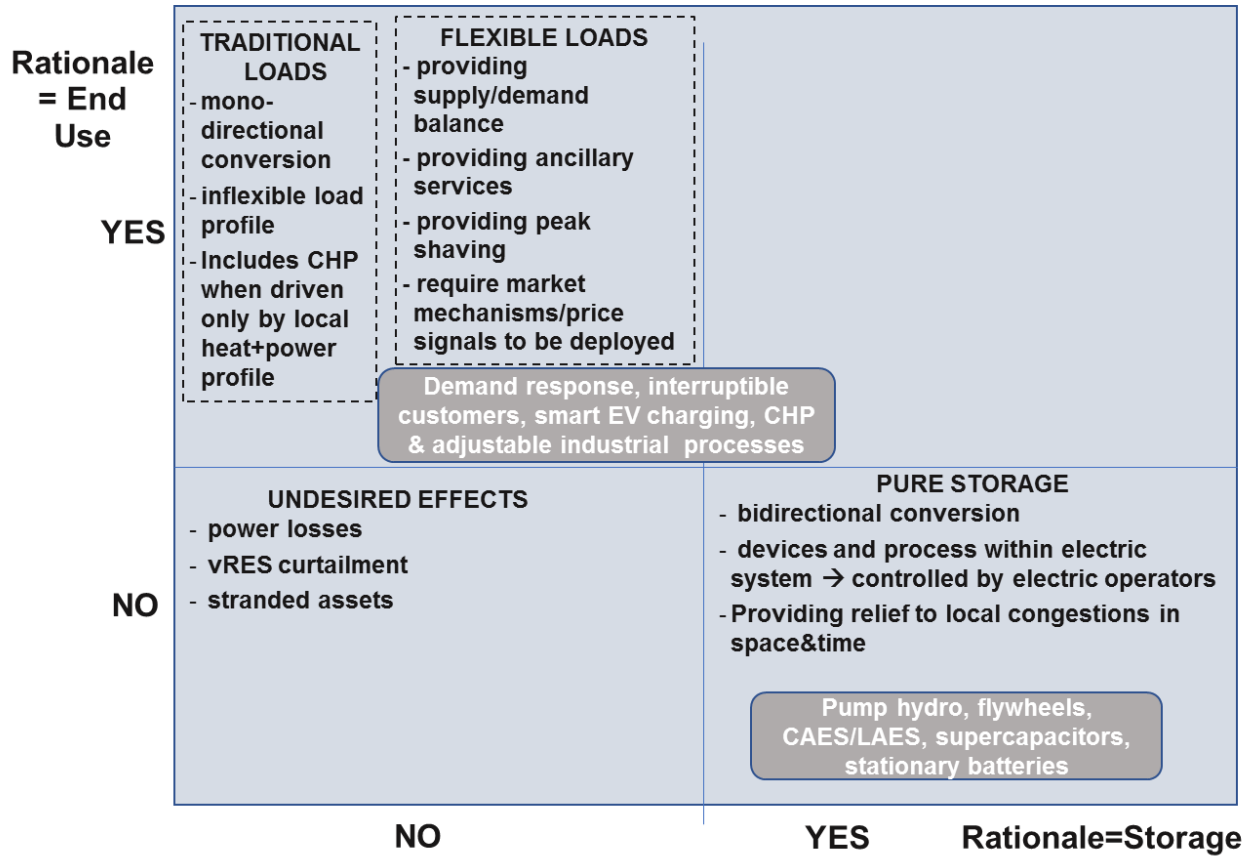 Rationale
= End
Use
YES
TRADITIONAL
LOADS
- mono-
directional
conversion
- inflexible load
profile
- Includes CHP
when driven
only by local
heat+power
profile
FLEXIBLE LOADS
- providing
supply/demand
balance
- providing ancillary
services
- providing peak
shaving
- require market
mechanisms/price
signals to be deployed
Demand response, interruptible
customers, smart EV charging, CHP
& adjustable industrial processes
NO
UNDESIRED EFFECTS
- power losses
- vRES curtailment
- stranded assets
PURE STORAGE
- bidirectional conversion
- devices and process within electric
system → controlled by electric operators
- Providing relief to local congestions in
space&time
Pump hydro, flywheels,
CAES/LAES, supercapacitors,
stationary batteries
NO
YES
Rationale=Storage